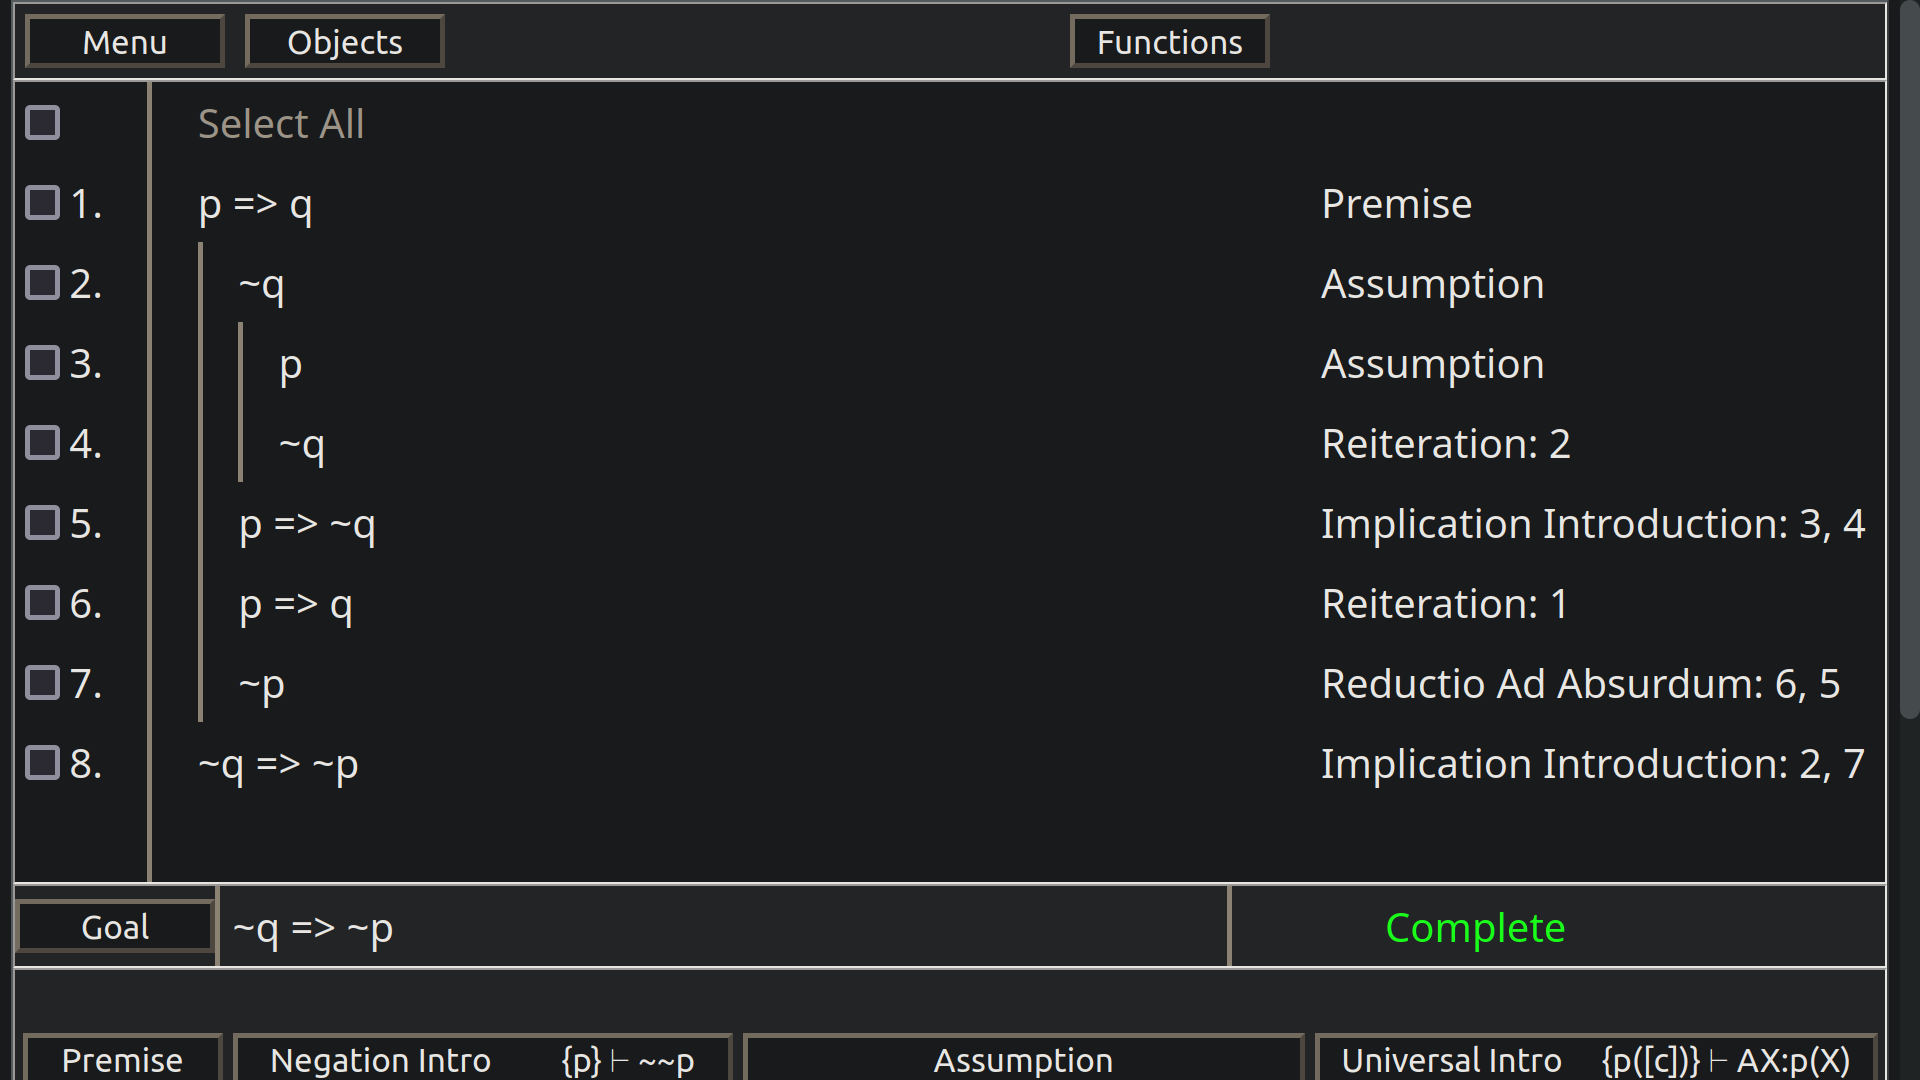 Menu Objects Functions
Select All
1. p => q Premise
2. ~q Assumption
3. p Assumption
4. ~q Reiteration: 2
5. p => ~q Implication Introduction: 3, 4
6. p => q Reiteration: 1
7. ~p Reductio Ad Absurdum: 6, 5
8. ~q => ~p Implication Introduction: 2, 7
Goal ~q => ~p Complete
Premise Negation Intro {p} ⊢ ~~p Assumption Universal Intro {p([c])} ⊢ AX:p(X)